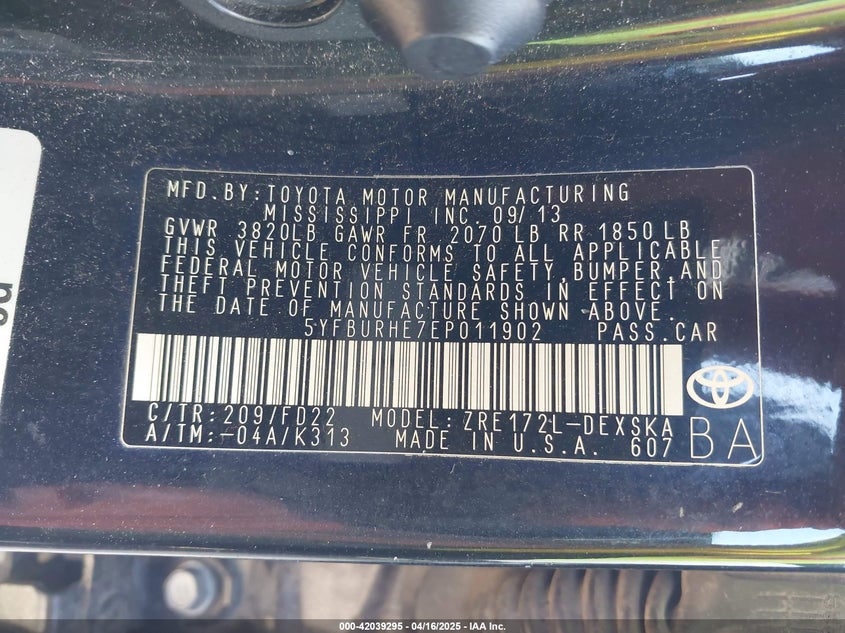 MFD. BY: TOYOTA MOTOR MANUFACTURING
MISSISSIPPI INC. 09/13
GVWR 3820LB GAWR FR 2070 LB RR 1850 LB
THIS VEHICLE CONFORMS TO ALL APPLICABLE
FEDERAL MOTOR VEHICLE SAFETY, BUMPER, AND
THEFT PREVENTION STANDARDS IN EFFECT ON
THE DATE OF MANUFACTURE SHOWN ABOVE.
5YFBURHE7EP011902 PASS. CAR
C/TR: 209/FD22 MODEL: ZRE172L-DEXSKA
A/TM: -04A/K313 MADE IN U.S.A. 607
BA
000-42039295 - 04/16/2025 - IAA Inc.